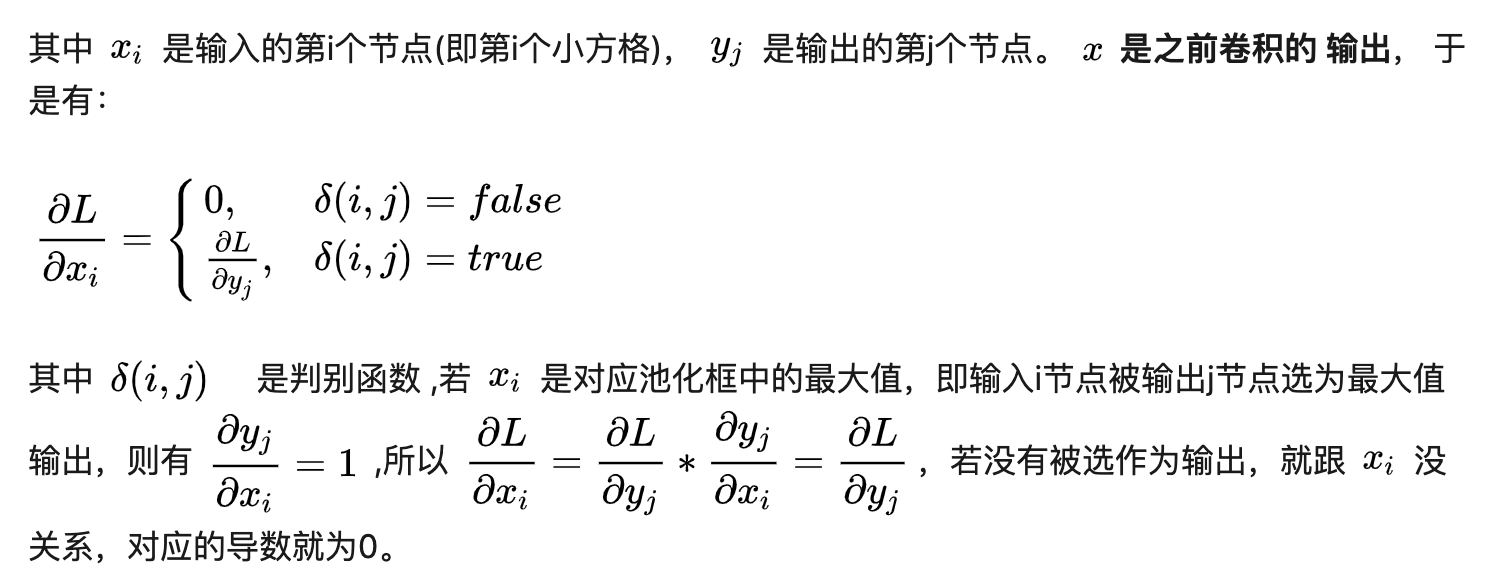 其中 $x_i$ 是输入的第i个节点(即第i个小方格)， $y_j$ 是输出的第j个节点。 $x$ 是之前卷积的 输出， 于
是有：
$\frac{\partial L}{\partial x_i} = \begin{cases} 0, & \delta(i,j) = false \\ \frac{\partial L}{\partial y_j}, & \delta(i,j) = true \end{cases}$
其中 $\delta(i,j)$ 是判别函数 ,若 $x_i$ 是对应池化框中的最大值，即输入i节点被输出j节点选为最大值
输出，则有 $\frac{\partial y_j}{\partial x_i} = 1$ ,所以 $\frac{\partial L}{\partial x_i} = \frac{\partial L}{\partial y_j} * \frac{\partial y_j}{\partial x_i} = \frac{\partial L}{\partial y_j}$ ，若没有被选作为输出，就跟 $x_i$ 没
关系，对应的导数就为0。